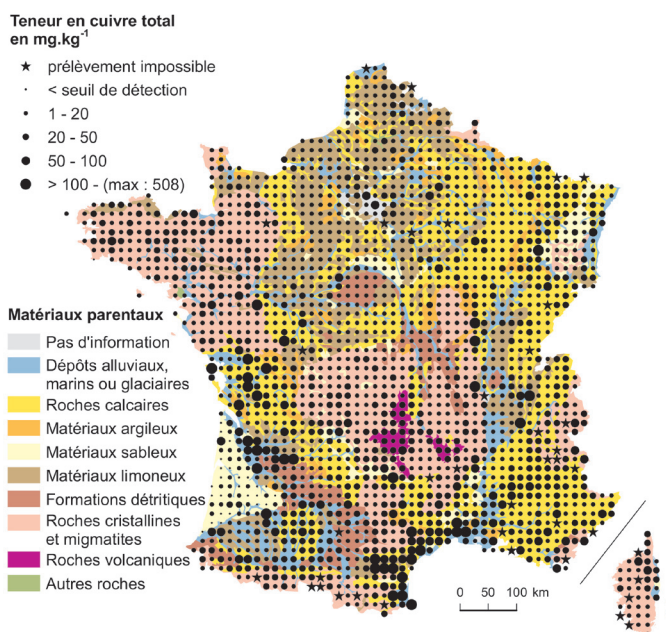 Teneur en cuivre total
en mg.kg-1
prélèvement impossible
< seuil de détection
1 - 20
20 - 50
50 - 100
> 100 - (max : 508)
Matériaux parentaux
Pas d'information
Dépôts alluviaux,
marins ou glaciaires
Roches calcaires
Matériaux argileux
Matériaux sableux
Matériaux limoneux
Formations détritiques
Roches cristallines
et migmatites
Roches volcaniques
Autres roches
0 50 100 km